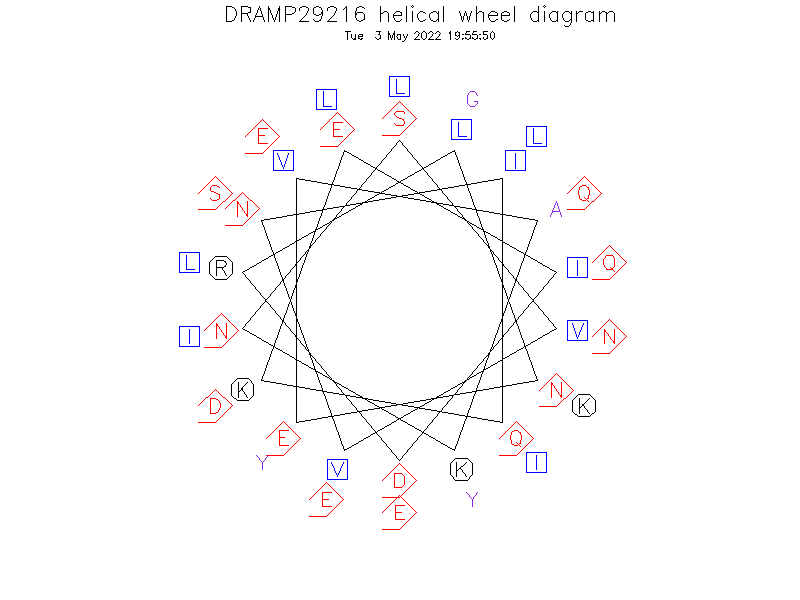 DRAMP29216 helical wheel diagram
Tue 3 May 2022 19:55:50
L
L G
S
E L L
E V I
S N A Q
L R I Q
I N V N
D K N K
Y E Q I
V K
E D Y
E